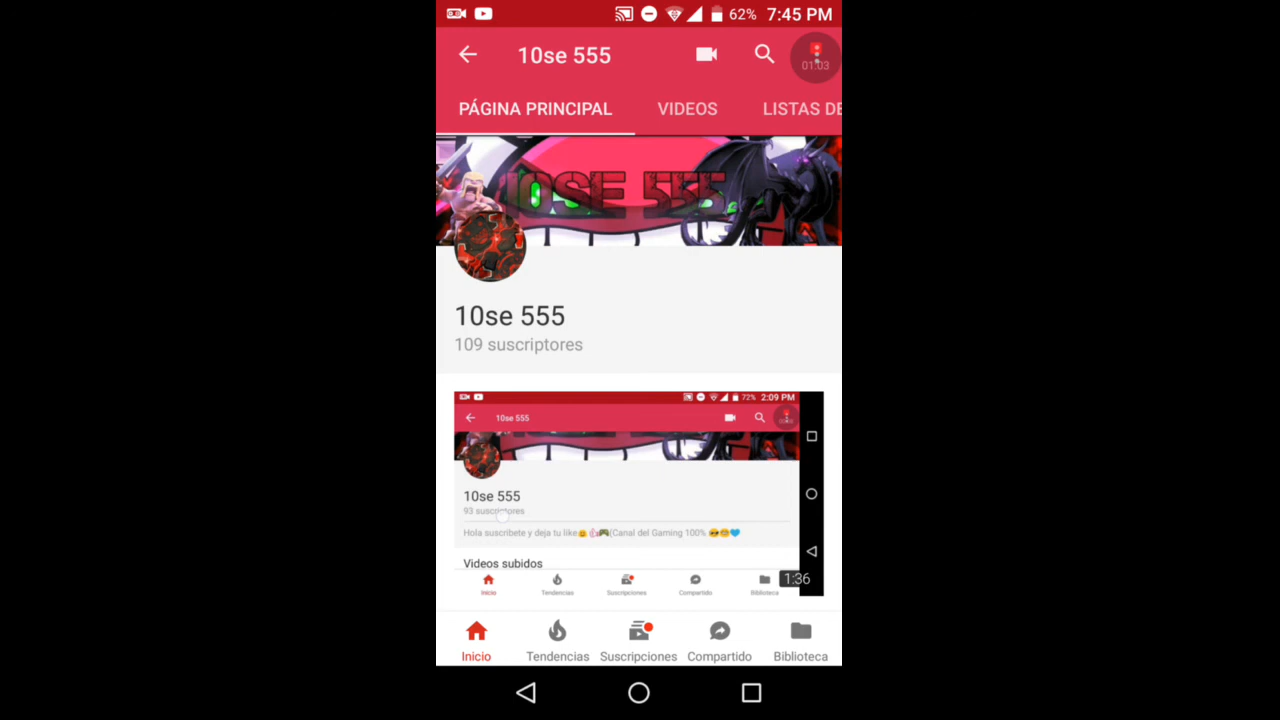 62% 7:45 PM
10se 555
01:03
PÁGINA PRINCIPAL VIDEOS LISTAS DE
10SE 555
10se 555
109 suscriptores
72% 2:09 PM
10se 555
10se 555
93 suscriptores
Hola suscribete y deja tu like😊 👍🎮(Canal del Gaming 100% 😎😊💙
Videos subidos
Inicio Tendencias Suscripciones Compartido Biblioteca
1:36
Inicio Tendencias Suscripciones Compartido Biblioteca